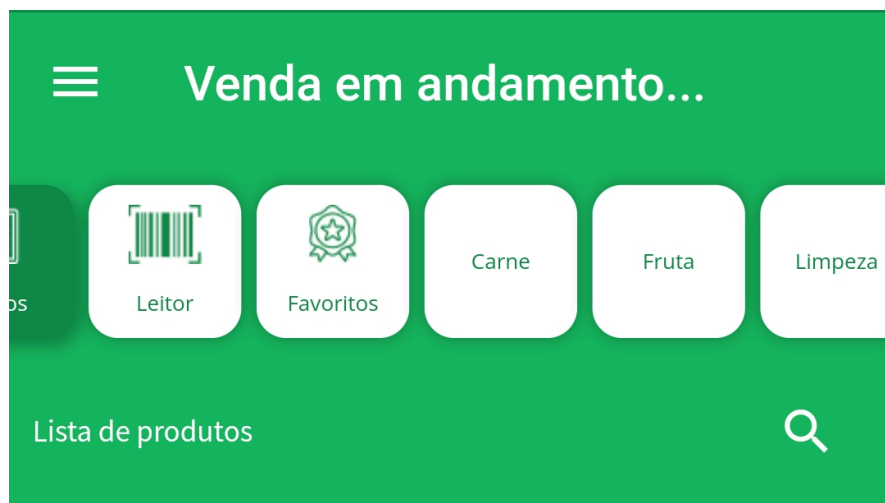 Venda em andamento...
Leitor
Favoritos
Carne
Fruta
Limpeza
Lista de produtos